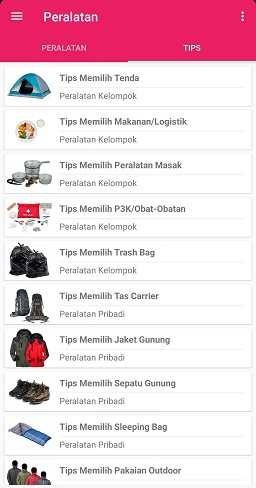 Peralatan
PERALATAN
TIPS
Tips Memilih Tenda
Peralatan Kelompok
Tips Memilih Makanan/Logistik
Peralatan Kelompok
Tips Memilih Peralatan Masak
Peralatan Kelompok
Tips Memilih P3K/Obat-Obatan
Peralatan Kelompok
Tips Memilih Trash Bag
Peralatan Kelompok
Tips Memilih Tas Carrier
Peralatan Pribadi
Tips Memilih Jaket Gunung
Peralatan Pribadi
Tips Memilih Sepatu Gunung
Peralatan Pribadi
Tips Memilih Sleeping Bag
Peralatan Pribadi
Tips Memilih Pakaian Outdoor